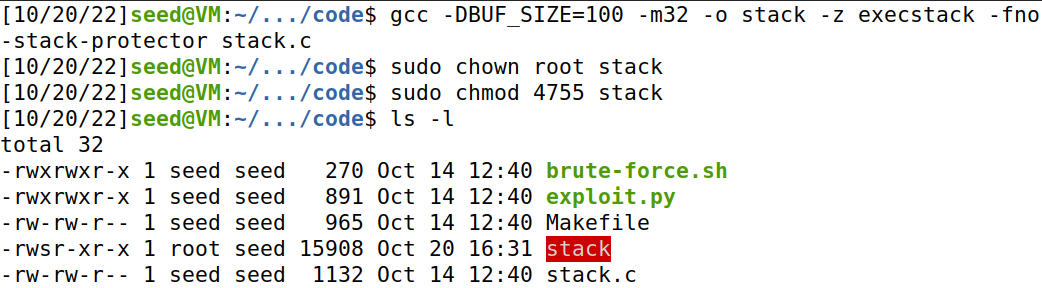 [10/20/22]seed@VM:~/.../code$ gcc -DBUF_SIZE=100 -m32 -o stack -z execstack -fno
-stack-protector stack.c
[10/20/22]seed@VM:~/.../code$ sudo chown root stack
[10/20/22]seed@VM:~/.../code$ sudo chmod 4755 stack
[10/20/22]seed@VM:~/.../code$ ls -l
total 32
-rwxrwxr-x 1 seed seed   270 Oct 14 12:40 brute-force.sh
-rwxrwxr-x 1 seed seed   891 Oct 14 12:40 exploit.py
-rw-rw-r-- 1 seed seed   965 Oct 14 12:40 Makefile
-rwsr-xr-x 1 root seed 15908 Oct 20 16:31 stack
-rw-rw-r-- 1 seed seed  1132 Oct 14 12:40 stack.c